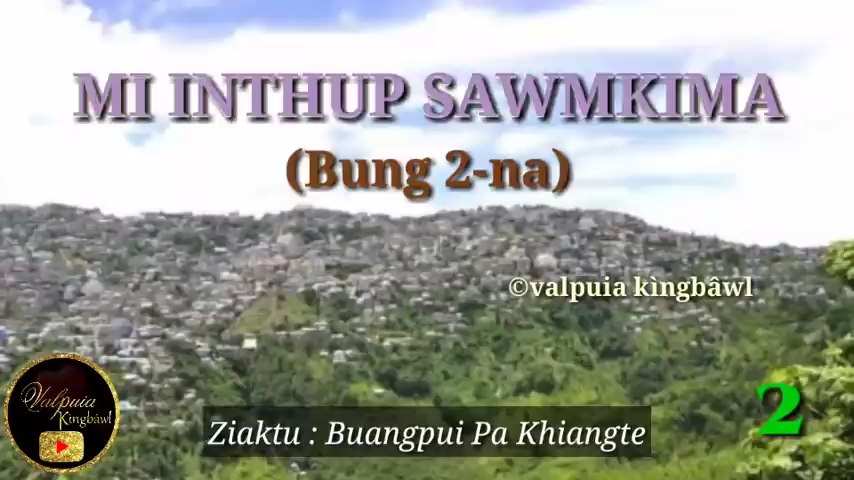 MI INTHUP SAWMKIMA
(Bung 2-na)
©valpuia kìngbâwl
Valpuia
Kingbâwl
Ziaktu : Buangpui Pa Khiangte
2